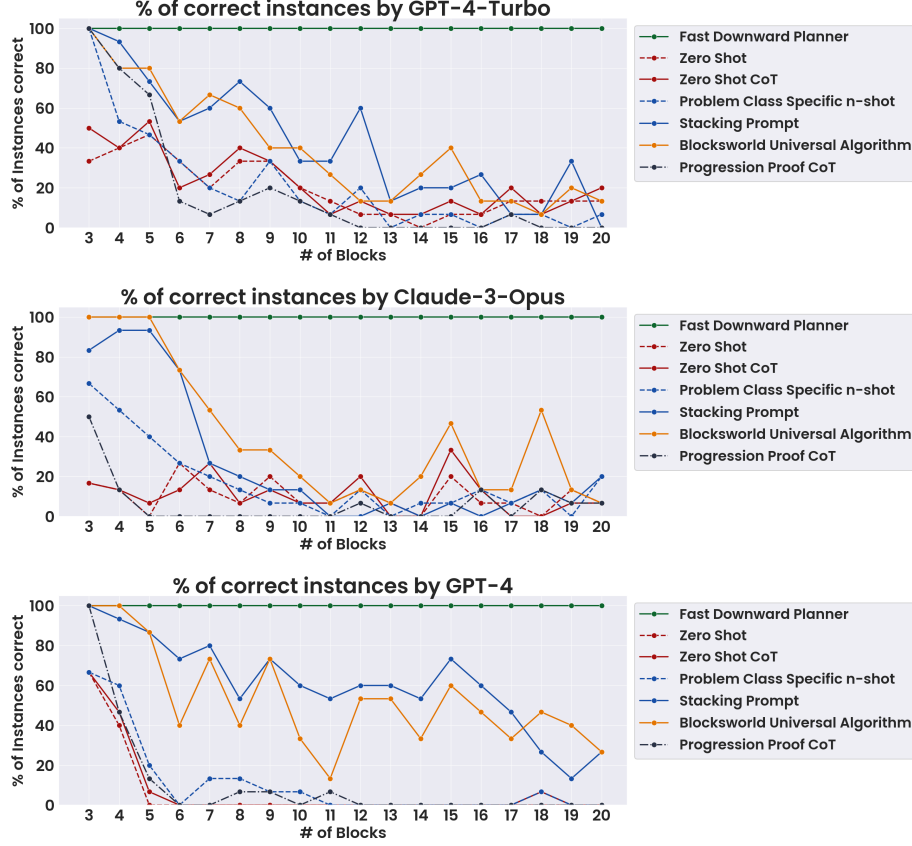 % of correct instances by GPT-4-Turbo
% of Instances correct
100
80
60
40
20
0
3 4 5 6 7 8 9 10 11 12 13 14 15 16 17 18 19 20
# of Blocks
Fast Downward Planner
Zero Shot
Zero Shot CoT
Problem Class Specific n-shot
Stacking Prompt
Blocksworld Universal Algorithm
Progression Proof CoT
% of correct instances by Claude-3-Opus
% of Instances correct
100
80
60
40
20
0
3 4 5 6 7 8 9 10 11 12 13 14 15 16 17 18 19 20
# of Blocks
Fast Downward Planner
Zero Shot
Zero Shot CoT
Problem Class Specific n-shot
Stacking Prompt
Blocksworld Universal Algorithm
Progression Proof CoT
% of correct instances by GPT-4
% of Instances correct
100
80
60
40
20
0
3 4 5 6 7 8 9 10 11 12 13 14 15 16 17 18 19 20
# of Blocks
Fast Downward Planner
Zero Shot
Zero Shot CoT
Problem Class Specific n-shot
Stacking Prompt
Blocksworld Universal Algorithm
Progression Proof CoT